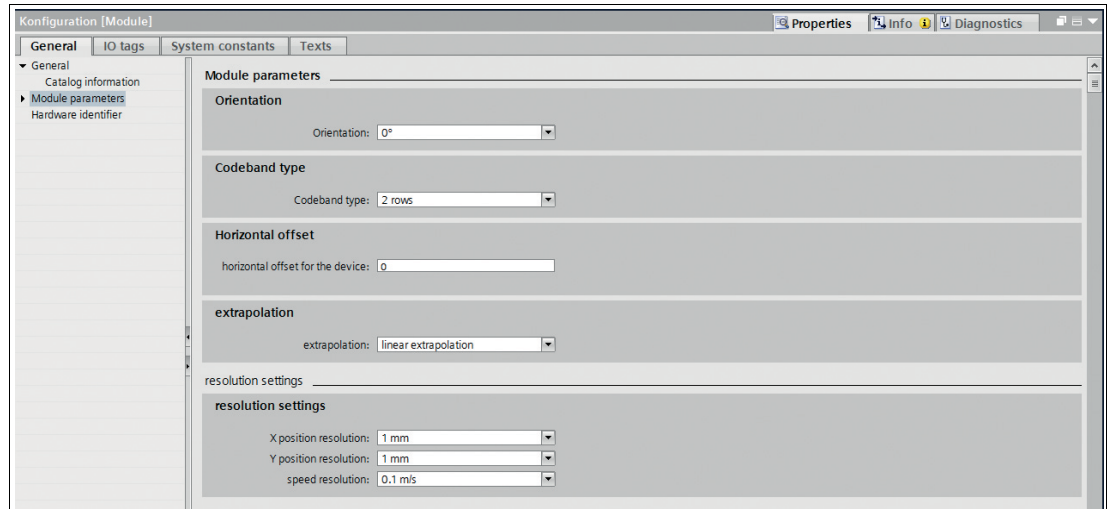 Konfiguration [Module]
Properties
Info
Diagnostics
General
IO tags
System constants
Texts
General
Catalog information
Module parameters
Hardware identifier
Module parameters
Orientation
Orientation: 0°
Codeband type
Codeband type: 2 rows
Horizontal offset
horizontal offset for the device: 0
extrapolation
extrapolation: linear extrapolation
resolution settings
resolution settings
X position resolution: 1 mm
Y position resolution: 1 mm
speed resolution: 0.1 m/s